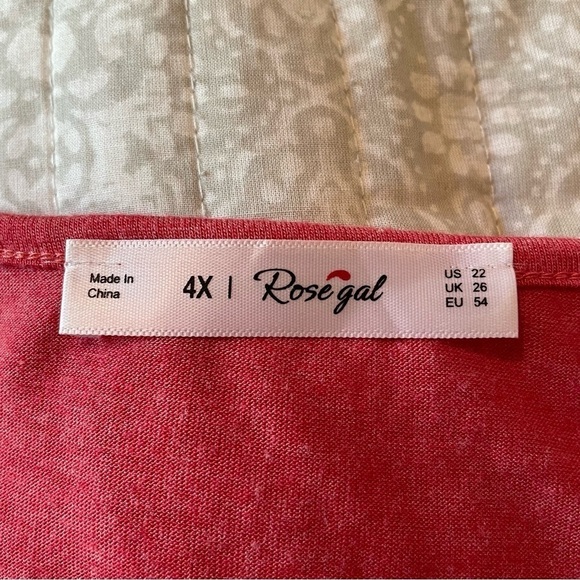 Made In
China
4X | Rosegal
US 22
UK 26
EU 54